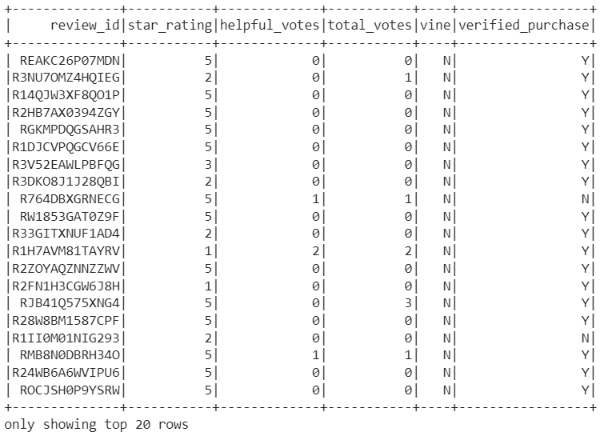 +--------------+-----------+-------------+-----------+----+-----------------+
|     review_id|star_rating|helpful_votes|total_votes|vine|verified_purchase|
+--------------+-----------+-------------+-----------+----+-----------------+
| REAKC26P07MDN|          5|            0|          0|   N|                Y|
|R3NU7OMZ4HQIEG|          2|            0|          1|   N|                Y|
|R14QJW3XF8QO1P|          5|            0|          0|   N|                Y|
|R2HB7AX0394ZGY|          5|            0|          0|   N|                Y|
| RGKMPDQGSAHR3|          5|            0|          0|   N|                Y|
|R1DJCVPQGCV66E|          5|            0|          0|   N|                Y|
|R3V52EAWLPBFQG|          3|            0|          0|   N|                Y|
|R3DKO8J1J28QBI|          2|            0|          0|   N|                Y|
| R764DBXGRNECG|          5|            1|          1|   N|                N|
| RW1853GAT0Z9F|          5|            0|          0|   N|                Y|
|R33GITXNUF1AD4|          2|            0|          0|   N|                Y|
|R1H7AVM81TAYRV|          1|            2|          2|   N|                Y|
|R2ZOYAQZNNZZWV|          5|            0|          0|   N|                Y|
|R2FN1H3CGW6J8H|          1|            0|          0|   N|                Y|
| RJB41Q575XNG4|          5|            0|          3|   N|                Y|
|R28W8BM1587CPF|          5|            0|          0|   N|                Y|
|R1II0M01NIG293|          2|            0|          0|   N|                N|
| RMB8N0DBRH34O|          5|            1|          1|   N|                Y|
|R24WB6A6WVIPU6|          5|            0|          0|   N|                Y|
| ROCJSH0P9YSRW|          5|            0|          0|   N|                Y|
+--------------+-----------+-------------+-----------+----+-----------------+
only showing top 20 rows